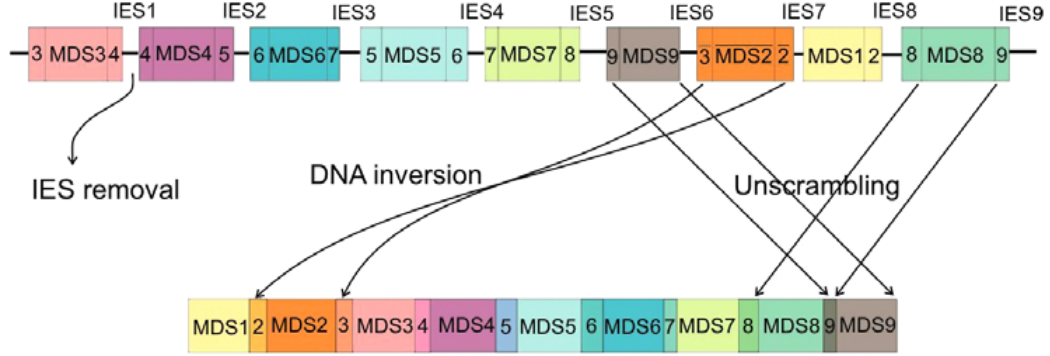 IES1 IES2 IES3 IES4 IES5 IES6 IES7 IES8 IES9
3 MDS3 4 4 MDS4 5 6 MDS6 7 5 MDS5 6 7 MDS7 8 9 MDS9 3̅ MDS2 2̅ MDS1 2 8 MDS8 9
IES removal
DNA inversion
Unscrambling
MDS1 2 MDS2 3 MDS3 4 MDS4 5 MDS5 6 MDS6 7 MDS7 8 MDS8 9 MDS9